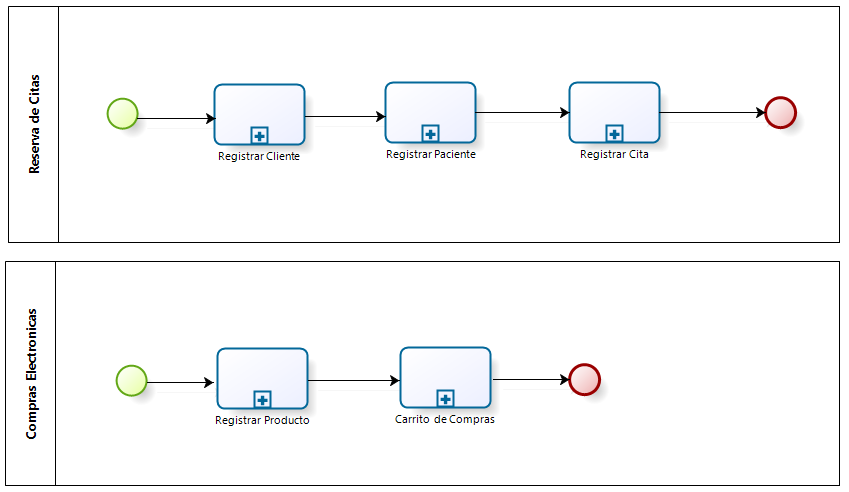 Reserva de Citas
Registrar Cliente
Registrar Paciente
Registrar Cita
Compras Electronicas
Registrar Producto
Carrito de Compras